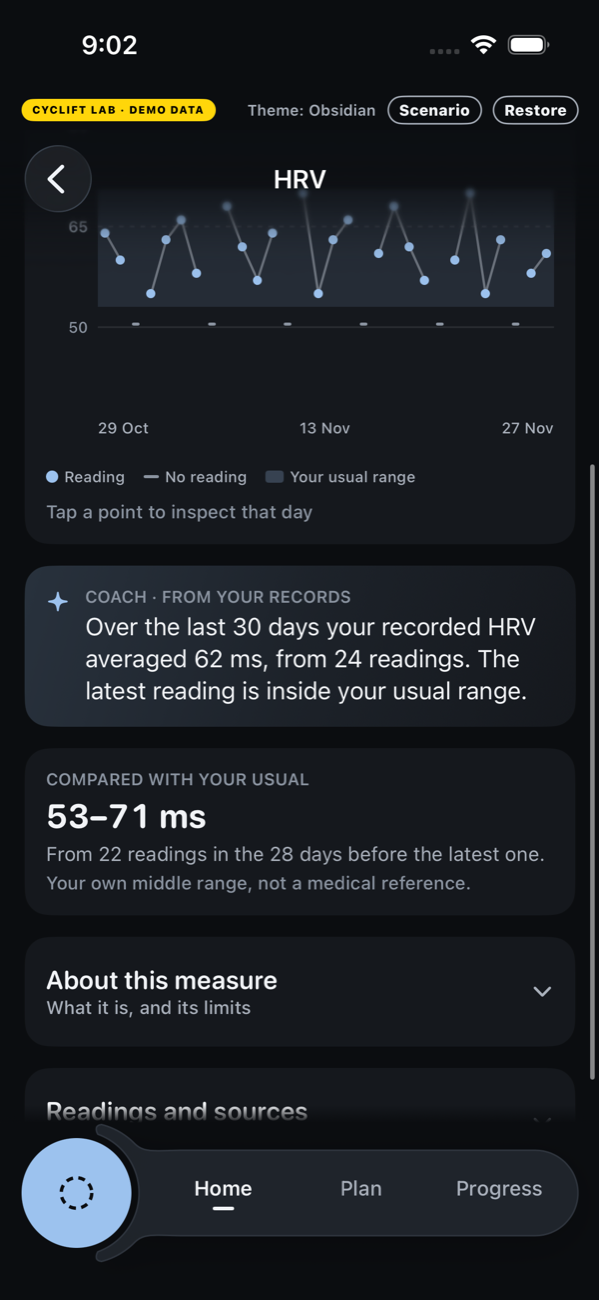 9:02
CYCLIFT LAB · DEMO DATA
Theme: Obsidian
Scenario
Restore
HRV
65
50
29 Oct
13 Nov
27 Nov
Reading
No reading
Your usual range
Tap a point to inspect that day
COACH · FROM YOUR RECORDS
Over the last 30 days your recorded HRV
averaged 62 ms, from 24 readings. The
latest reading is inside your usual range.
COMPARED WITH YOUR USUAL
53–71 ms
From 22 readings in the 28 days before the latest one.
Your own middle range, not a medical reference.
About this measure
What it is, and its limits
Readings and sources
Home
Plan
Progress